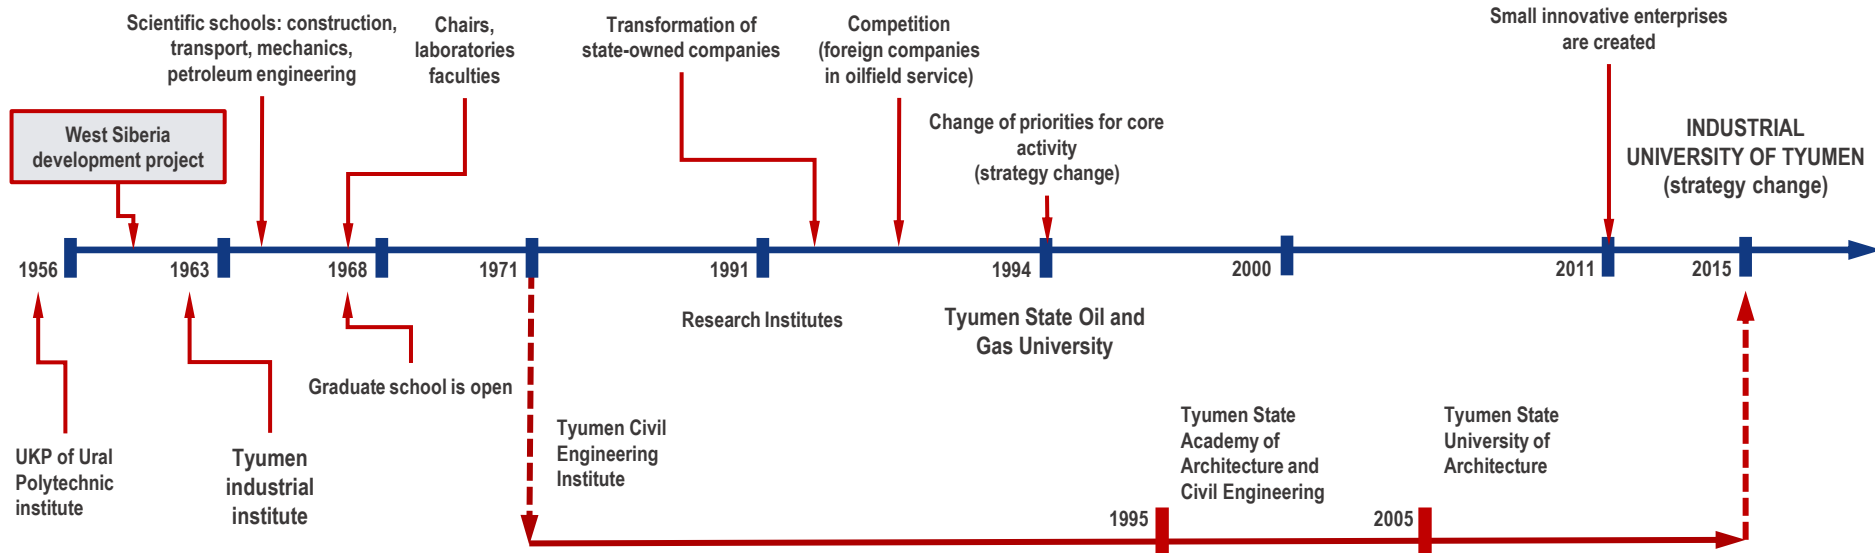 Scientific schools: construction,
transport, mechanics,
petroleum engineering
Chairs,
laboratories
faculties
Transformation of
state-owned companies
Competition
(foreign companies
in oilfield service)
Small innovative enterprises
are created
West Siberia
development project
Change of priorities for core
activity
(strategy change)
INDUSTRIAL
UNIVERSITY OF TYUMEN
(strategy change)
1956
1963
1968
1971
1991
1994
2000
2011
2015
Research Institutes
Tyumen State Oil and
Gas University
Graduate school is open
UKP of Ural
Polytechnic
institute
Tyumen
industrial
institute
Tyumen Civil
Engineering
Institute
Tyumen State
Academy of
Architecture and
Civil Engineering
Tyumen State
University of
Architecture
1995
2005